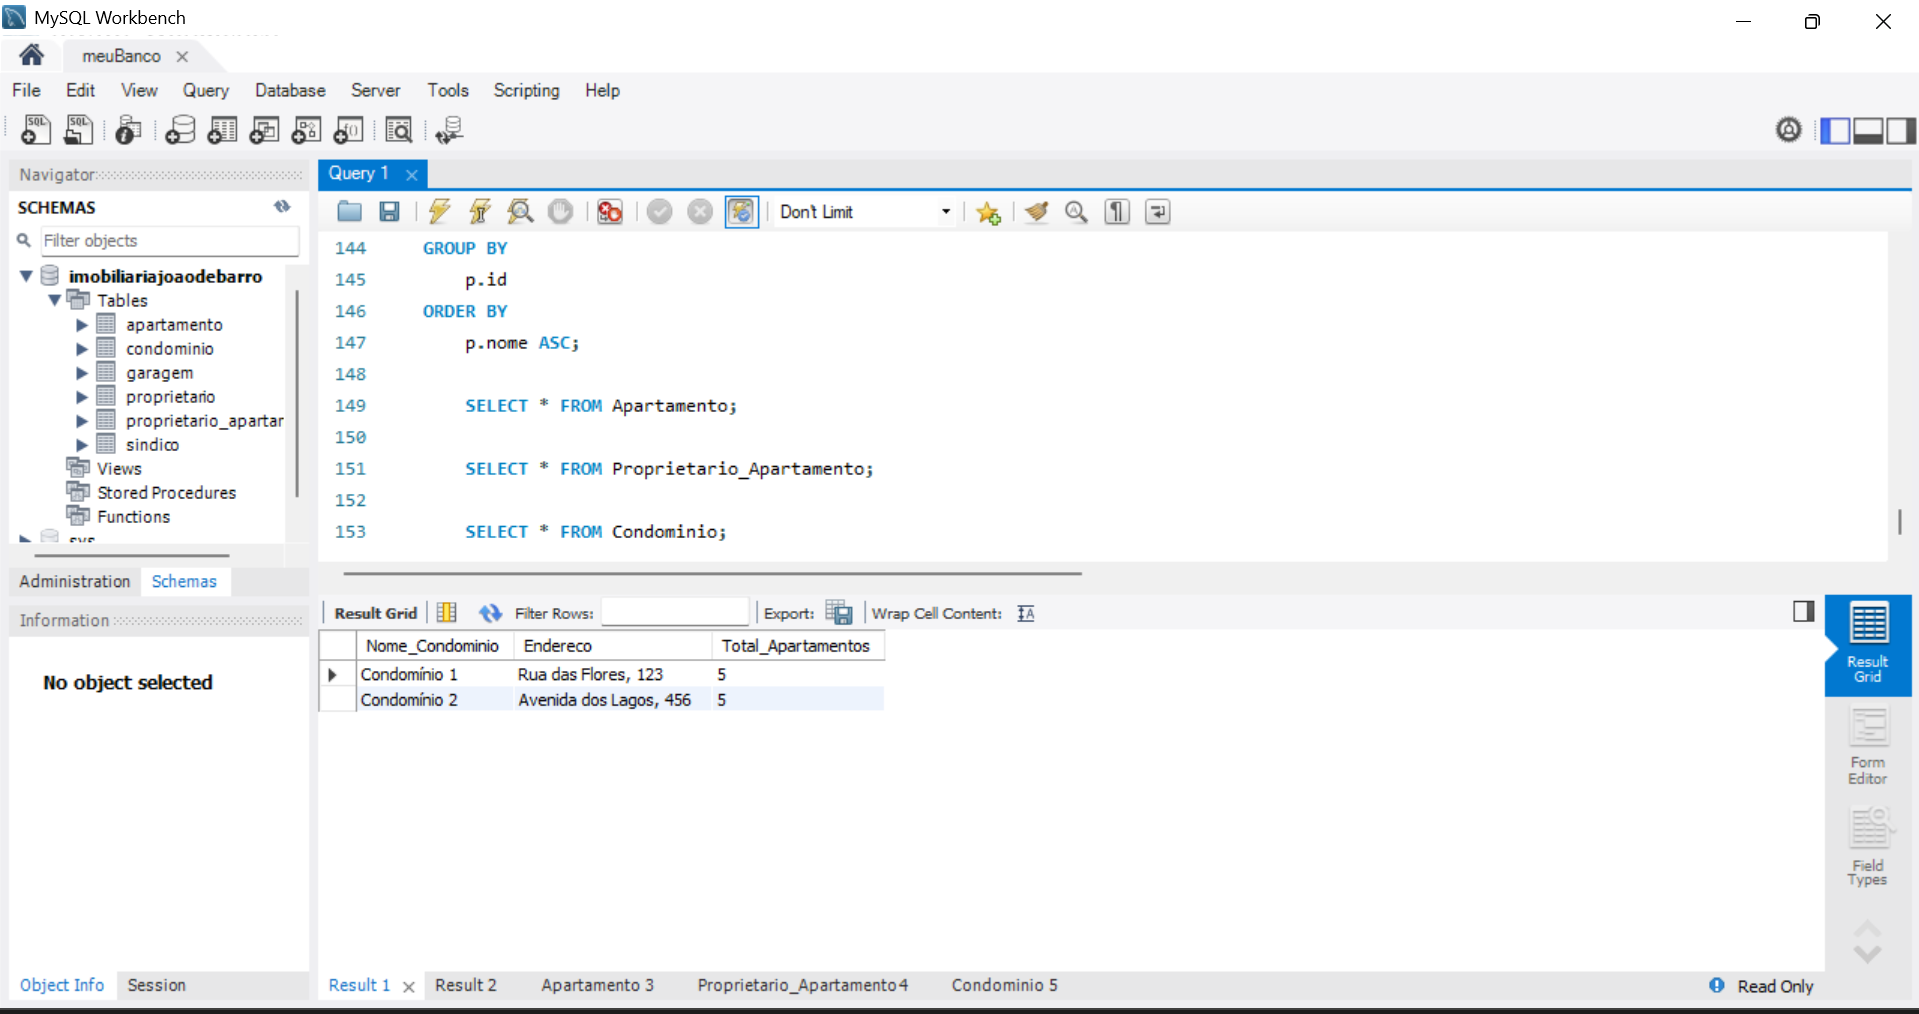 MySQL Workbench
meuBanco
File Edit View Query Database Server Tools Scripting Help
Navigator
SCHEMAS
Filter objects
imobiliariajoaodebarro
Tables
apartamento
condominio
garagem
proprietario
proprietario_apartar
sindico
Views
Stored Procedures
Functions
sys
Administration Schemas
Information
No object selected
Object Info Session
Query 1
Don't Limit
144 GROUP BY
145 p.id
146 ORDER BY
147 p.nome ASC;
148
149 SELECT * FROM Apartamento;
150
151 SELECT * FROM Proprietario_Apartamento;
152
153 SELECT * FROM Condominio;
Result Grid Filter Rows: Export: Wrap Cell Content:
Nome_Condominio Endereco Total_Apartamentos
Condomínio 1 Rua das Flores, 123 5
Condomínio 2 Avenida dos Lagos, 456 5
Result
Grid
Form
Editor
Field
Types
Result 1 Result 2 Apartamento 3 Proprietario_Apartamento4 Condominio 5
Read Only